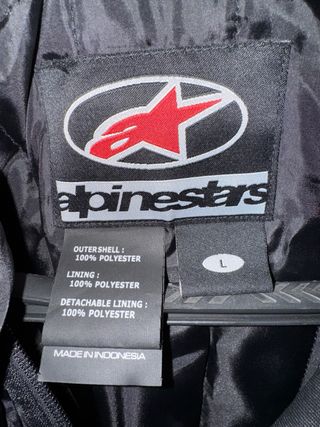 alpinestars
OUTERSHELL :
100% POLYESTER
LINING :
100% POLYESTER
DETACHABLE LINING :
100% POLYESTER
MADE IN INDONESIA
L